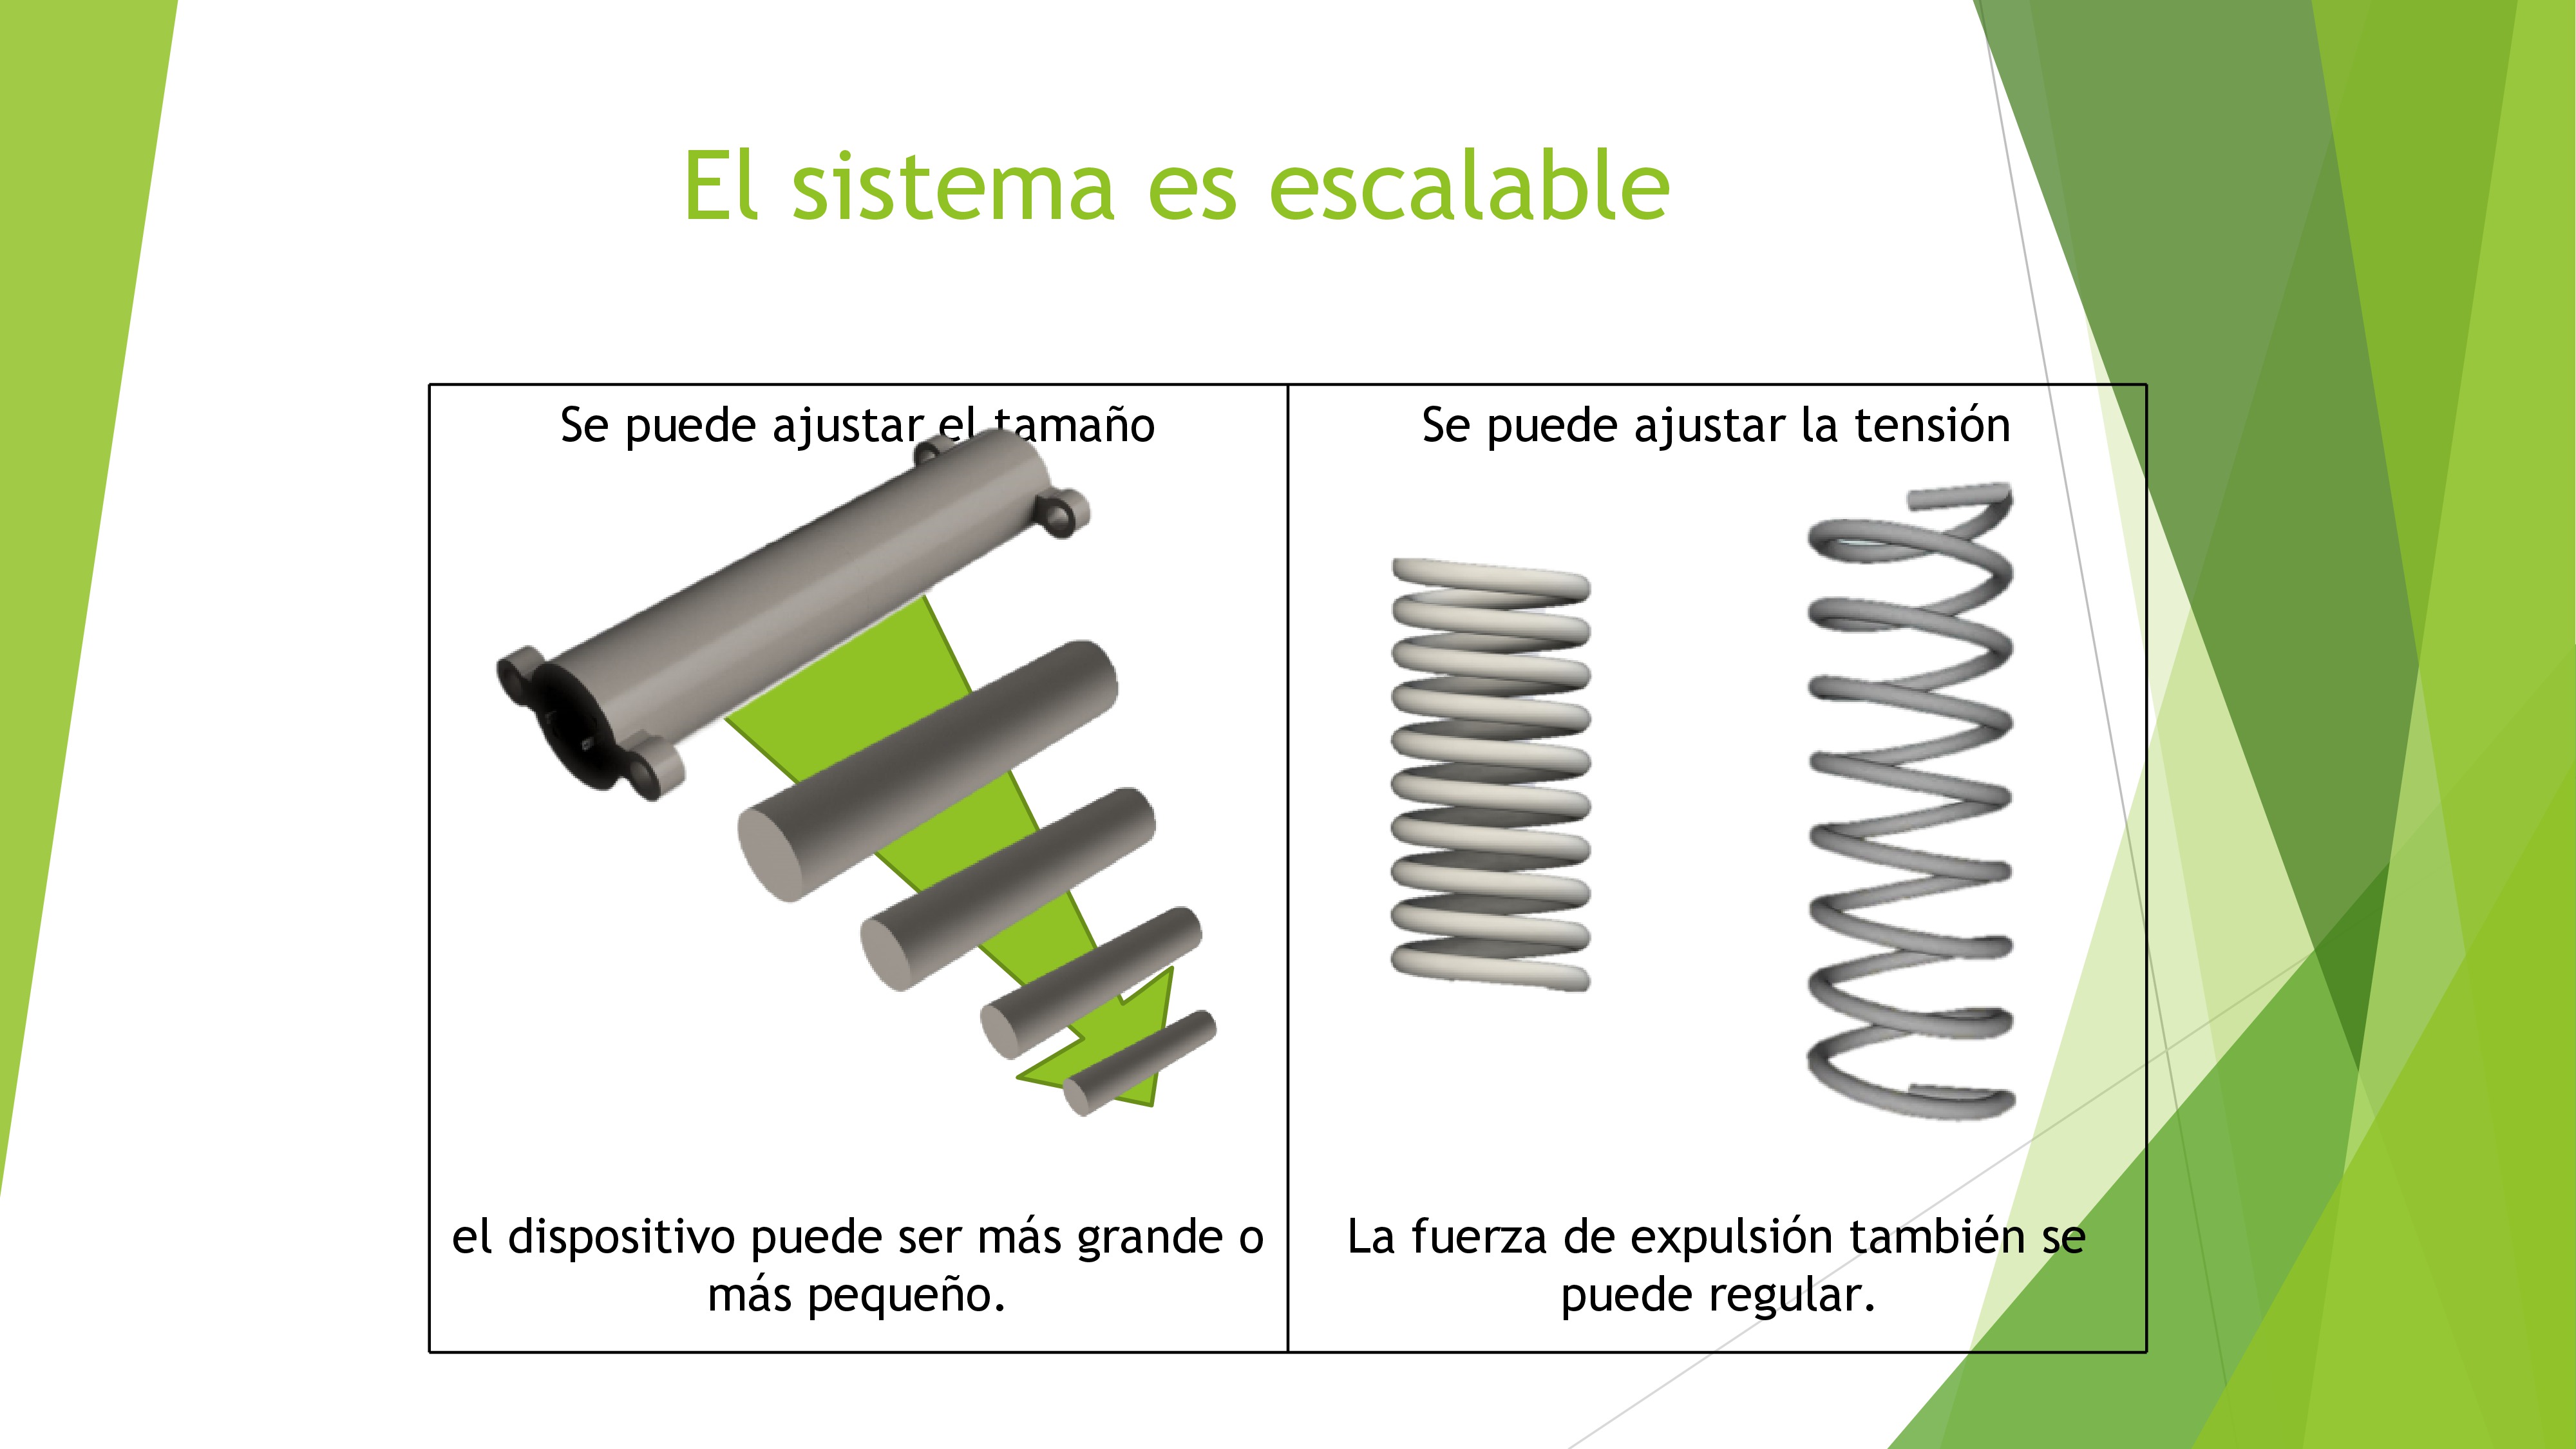 El sistema es escalable
Se puede ajustar el tamaño
el dispositivo puede ser más grande o
más pequeño.
Se puede ajustar la tensión
La fuerza de expulsión también se
puede regular.